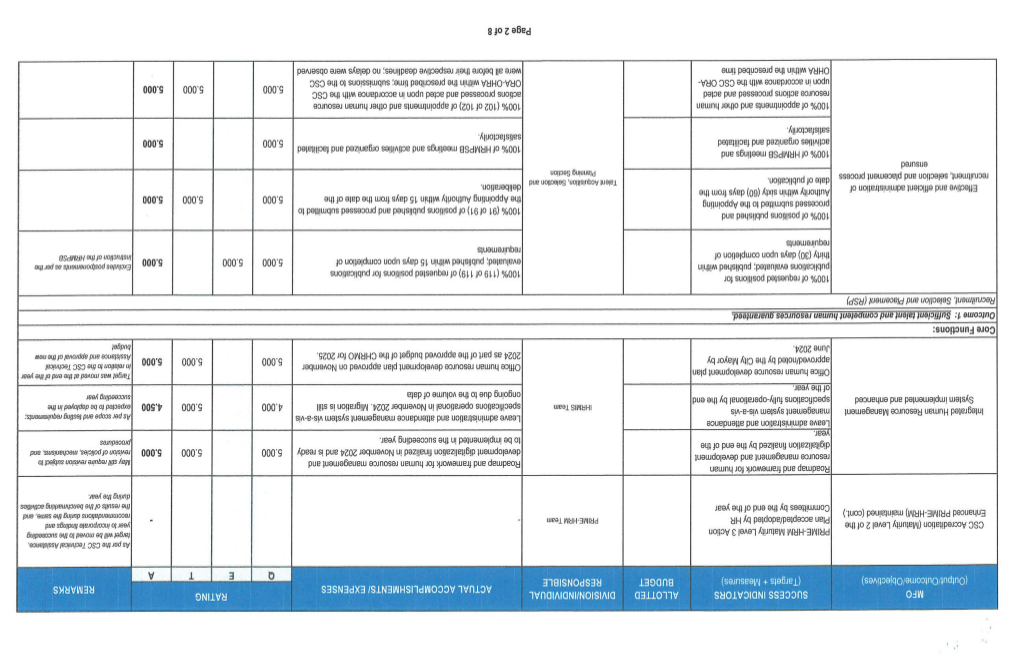 MFO
(Output/Outcome/Objectives)
SUCCESS INDICATORS
(Targets + Measures)
ALLOTTED
BUDGET
DIVISION/INDIVIDUAL
RESPONSIBLE
ACTUAL ACCOMPLISHMENTS/ EXPENSES
RATING
Q
E
T
A
REMARKS
CSC Accreditation (Maturity Level 2 of the
Enhanced PRIME-HRM) maintained (cont.)
PRIME-HRM Maturity Level 3 Action
Plan accepted/adopted by HR
Committees by the end of the year
PRIME-HRM Team
-
-
As per the CSC Technical Assistance,
target will be moved to the succeeding
year to incorporate findings and
recommendations during the same, and
the results of the benchmarking activities
during the year.
Integrated Human Resource Management
System implemented and enhanced
Roadmap and framework for human
resource management and development
digitalization finalized by the end of the
year.
IHRMIS Team
Roadmap and framework for human resource management and
development digitalization finalized in November 2024 and is ready
to be implemented in the succeeding year.
5.000
5.000
5.000
May still require revision subject to
revision of policies, mechanisms, and
procedures
Leave administration and attendance
management system vis-a-vis
specifications fully-operational by the end
of the year.
Leave administration and attendance management system vis-a-vis
specifications operational in November 2024. Migration is still
ongoing due to the volume of data
4.000
5.000
4.500
As per scope and testing requirements;
expected to be deployed in the
succeeding year
Office human resource development plan
approved/noted by the City Mayor by
June 2024.
Office human resource development plan approved on November
2024 as part of the approved budget of the CHRMO for 2025.
5.000
5.000
5.000
Target was moved at the end of the year
in relation to the CSC Technical
Assistance and approval of the new
budget
Core Functions:
Outcome 1: Sufficient talent and competent human resources guaranteed.
Recruitment, Selection and Placement (RSP)
Effective and efficient administration of
recruitment, selection and placement process
ensured
100% of requested positions for
publications evaluated; published within
thirty (30) days upon completion of
requirements
Talent Acquisition, Selection and
Planning Section
100% (119 of 119) of requested positions for publications
evaluated; published within 15 days upon completion of
requirements
5.000
5.000
5.000
Excludes postponements as per the
instruction of the HRMPSB
100% of positions published and
processed submitted to the Appointing
Authority within sixty (60) days from the
date of publication.
100% (91 of 91) of positions published and processed submitted to
the Appointing Authority within 15 days from the date of the
deliberation.
5.000
5.000
5.000
100% of HRMPSB meetings and
activities organized and facilitated
satisfactorily.
100% of HRMPSB meetings and activities organized and facilitated
satisfactorily.
5.000
5.000
100% of appointments and other human
resource actions processed and acted
upon in accordance with the CSC ORA-
OHRA within the prescribed time
100% (102 of 102) of appointments and other human resource
actions processed and acted upon in accordance with the CSC
ORA-OHRA within the prescribed time; submissions to the CSC
were all before their respective deadlines; no delays were observed
5.000
5.000
5.000
Page 2 of 8